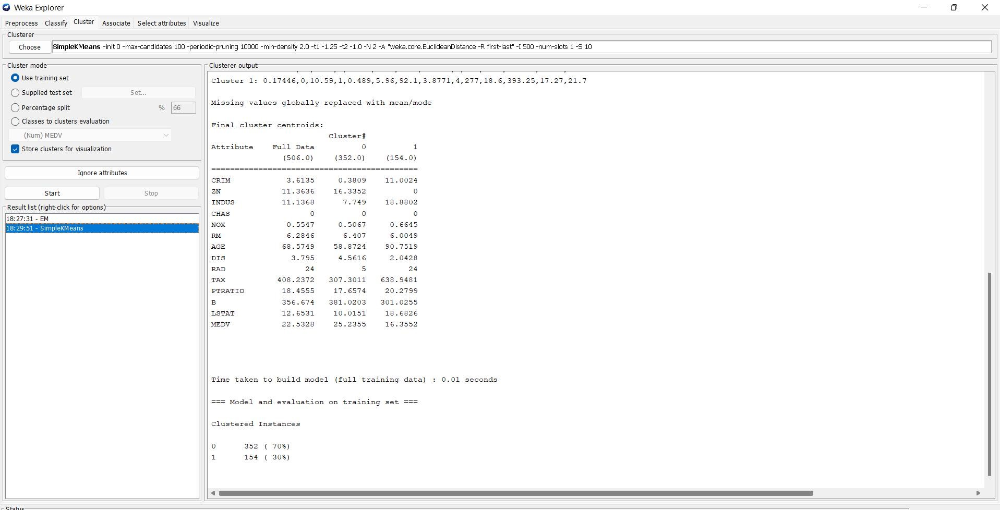 Weka Explorer
Preprocess Classify Cluster Associate Select attributes Visualize
Clusterer
Choose SimpleKMeans -init 0 -max-candidates 100 -periodic-pruning 10000 -min-density 2.0 -t1 -1.25 -t2 -1.0 -N 2 -A "weka.core.EuclideanDistance -R first-last" -I 500 -num-slots 1 -S 10
Cluster mode
Use training set
Supplied test set Set...
Percentage split % 66
Classes to clusters evaluation
(Num) MEDV
Store clusters for visualization
Ignore attributes
Start Stop
Result list (right-click for options)
18:27:31 - EM
18:29:51 - SimpleKMeans
Clusterer output
Cluster 1: 0.17446,0,10.59,1,0.489,5.96,92.1,3.8771,4,277,18.6,393.25,17.27,21.7
Missing values globally replaced with mean/mode
Final cluster centroids:
Cluster#
Attribute Full Data 0 1
(506.0) (352.0) (154.0)
============================================
CRIM 3.6135 0.3809 11.0024
ZN 11.3636 16.3352 0
INDUS 11.1368 7.749 18.8802
CHAS 0 0 0
NOX 0.5547 0.5067 0.6645
RM 6.2846 6.407 6.0049
AGE 68.5749 58.8724 90.7519
DIS 3.795 4.5616 2.0428
RAD 24 5 24
TAX 408.2372 307.3011 638.9481
PTRATIO 18.4555 17.6574 20.2799
B 356.674 381.0203 301.0255
LSTAT 12.6531 10.0151 18.6826
MEDV 22.5328 25.2355 16.3552
Time taken to build model (full training data) : 0.01 seconds
=== Model and evaluation on training set ===
Clustered Instances
0 352 ( 70%)
1 154 ( 30%)
Status